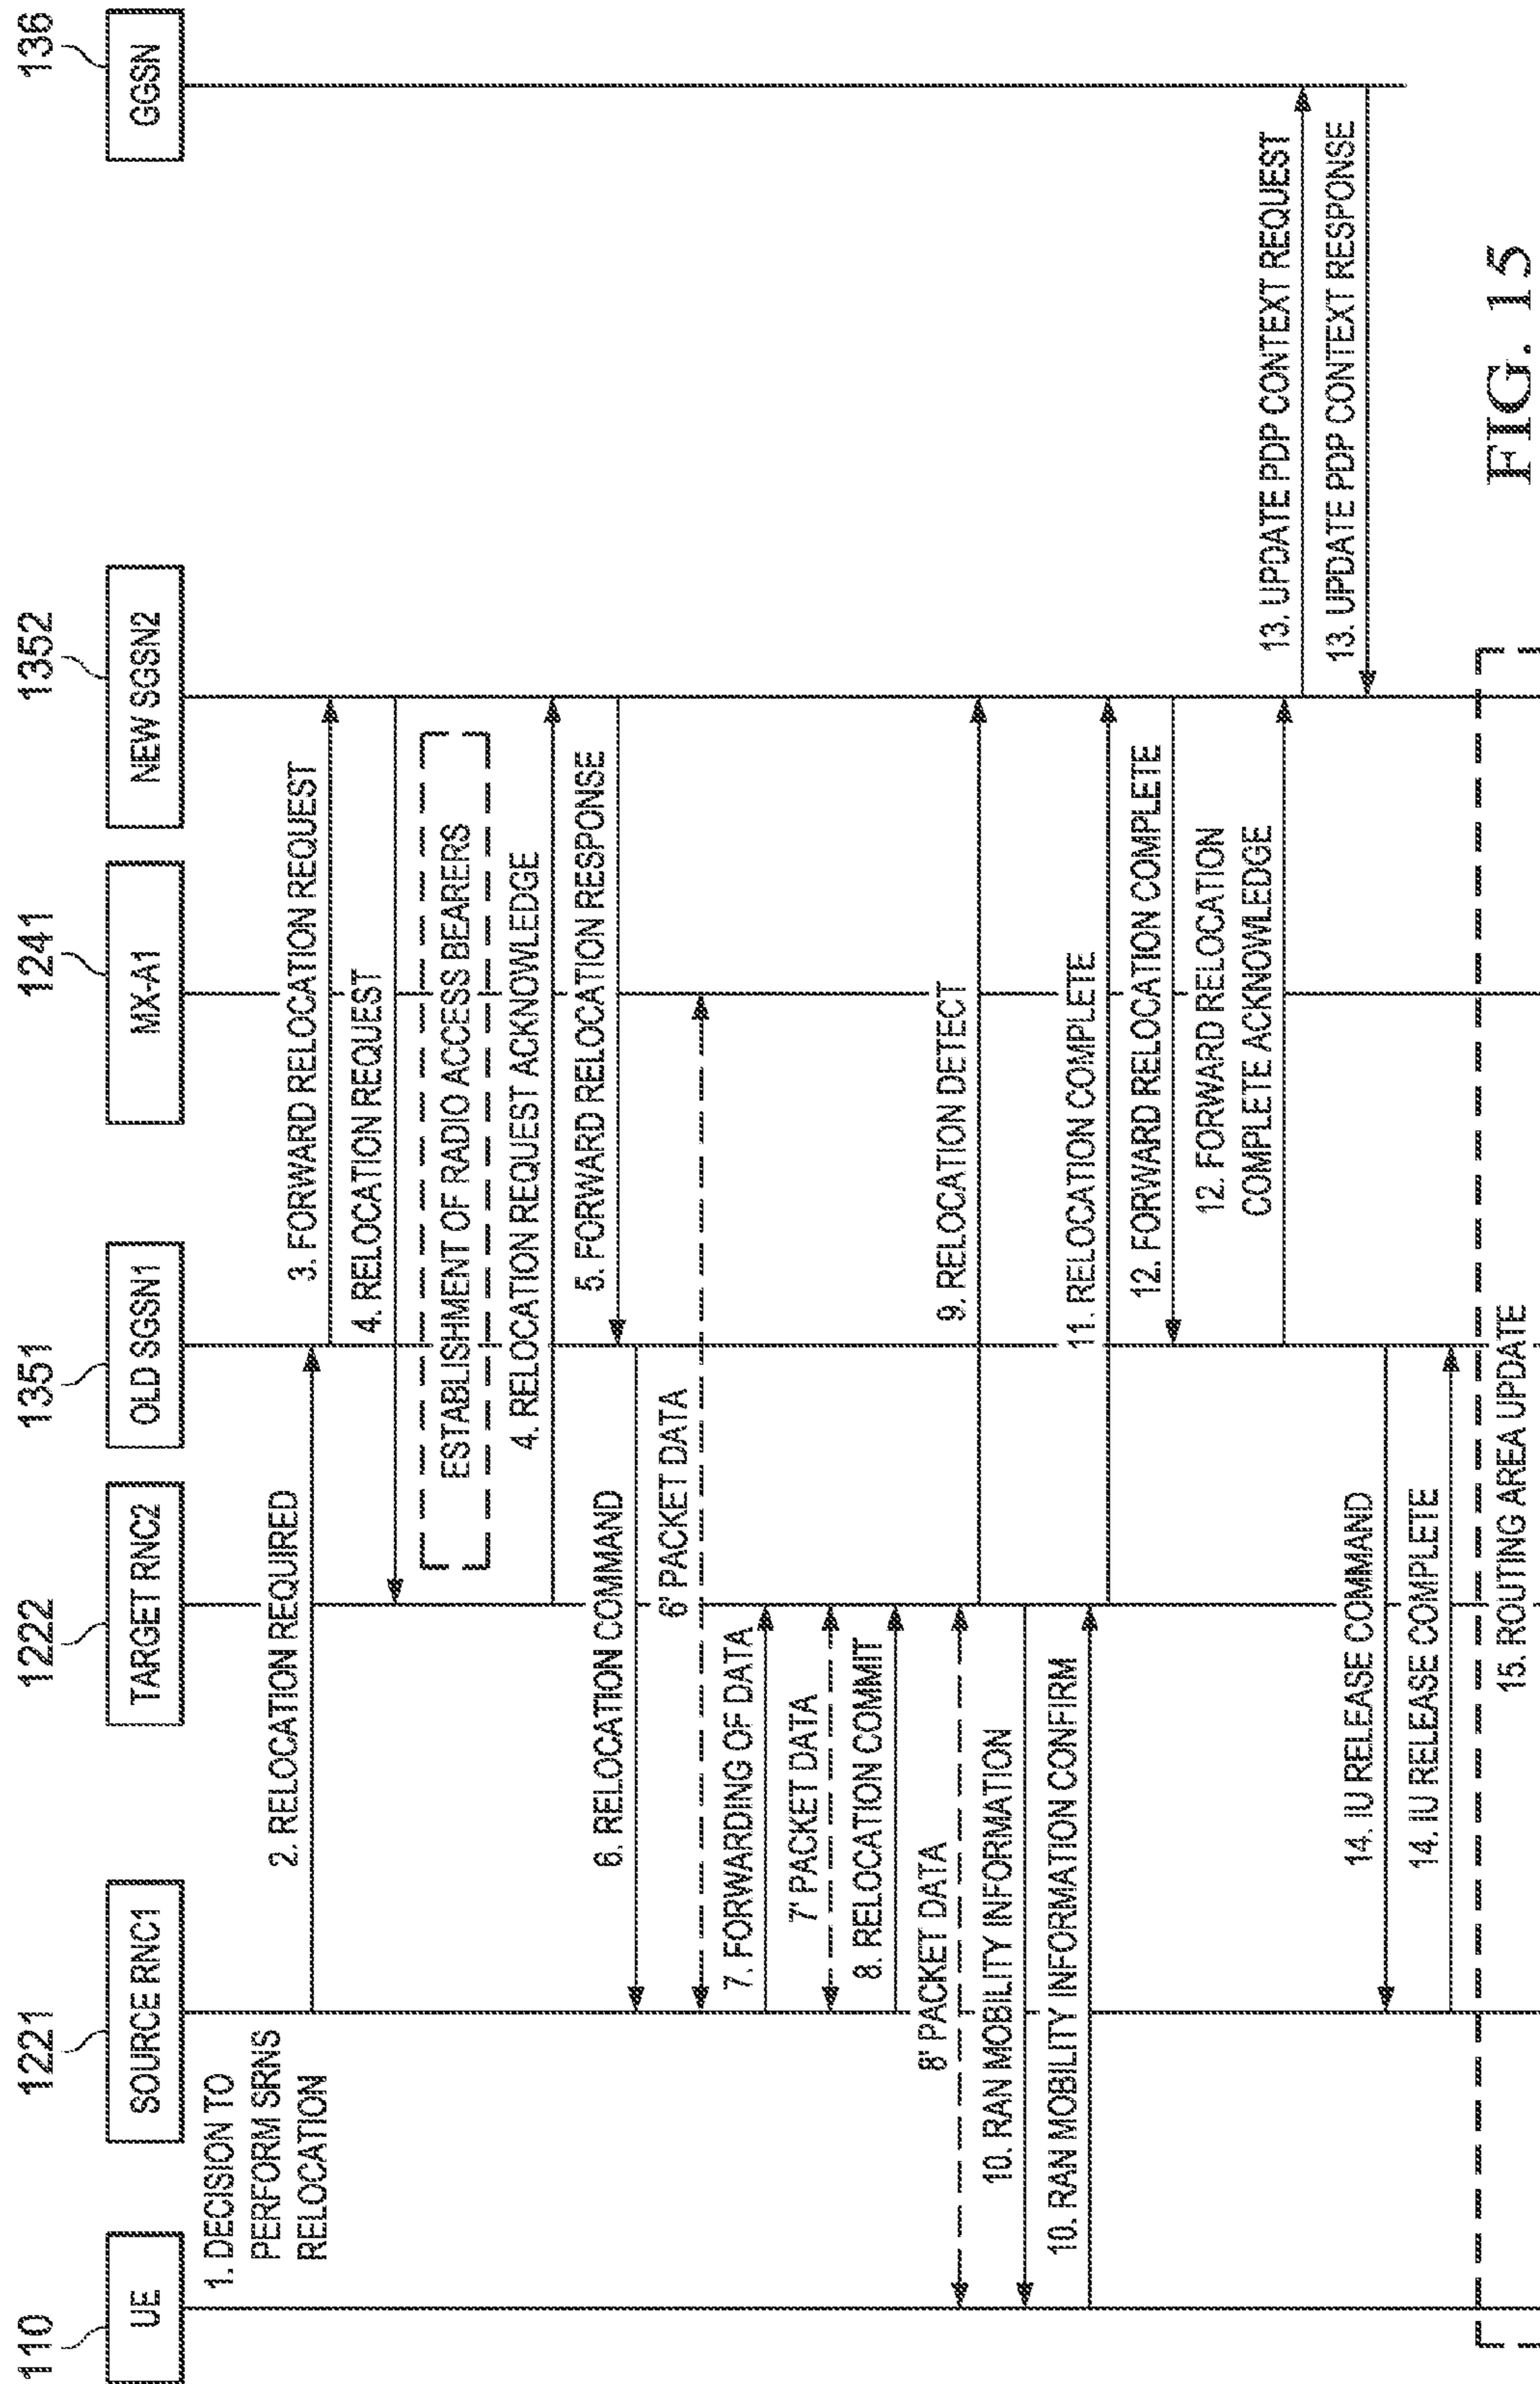 110
1221
1222
1351
1241
1352
136
UE
SOURCE RNC1
TARGET RNC2
OLD SGSN1
MX-A1
NEW SGSN2
GGSN
1. DECISION TO
PERFORM SRNS
RELOCATION
2. RELOCATION REQUIRED
3. FORWARD RELOCATION REQUEST
4. RELOCATION REQUEST
ESTABLISHMENT OF RADIO ACCESS BEARERS
4. RELOCATION REQUEST ACKNOWLEDGE
5. FORWARD RELOCATION RESPONSE
6. RELOCATION COMMAND
6' PACKET DATA
7. FORWARDING OF DATA
7' PACKET DATA
8. RELOCATION COMMIT
8' PACKET DATA
9. RELOCATION DETECT
10. RAN MOBILITY INFORMATION
10. RAN MOBILITY INFORMATION CONFIRM
11. RELOCATION COMPLETE
12. FORWARD RELOCATION COMPLETE
12. FORWARD RELOCATION
COMPLETE ACKNOWLEDGE
13. UPDATE PDP CONTEXT REQUEST
13. UPDATE PDP CONTEXT RESPONSE
14. IU RELEASE COMMAND
14. IU RELEASE COMPLETE
15. ROUTING AREA UPDATE
FIG. 15